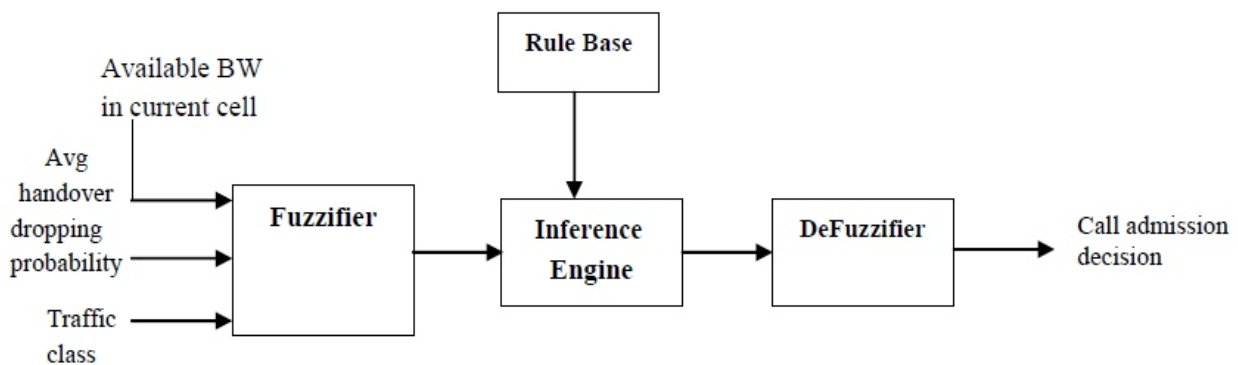 Rule Base
Available BW
in current cell
Avg
handover
dropping
probability
Traffic
class
Fuzzifier
Inference
Engine
DeFuzzifier
Call admission
decision